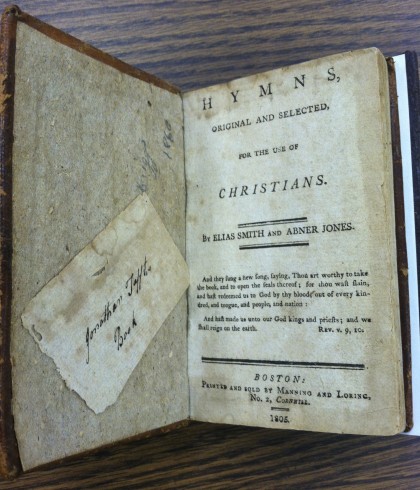 Jonathan Tafft's
Book
HYMNS,
ORIGINAL AND SELECTED,
FOR THE USE OF
CHRISTIANS.
By ELIAS SMITH AND ABNER JONES.
And they ſung a new ſong, ſaying, Thou art worthy to take
the book, and to open the ſeals thereof; for thou waſt ſlain,
and haſt redeemed us to God by thy blood, out of every kin-
dred, and tongue, and people, and nation:
And haſt made us unto our God kings and prieſts; and we
ſhall reign on the earth. Rev. v. 9, 10.
BOSTON:
PRINTED AND SOLD BY MANNING AND LORING,
No. 2, CORNHILL.
1805.